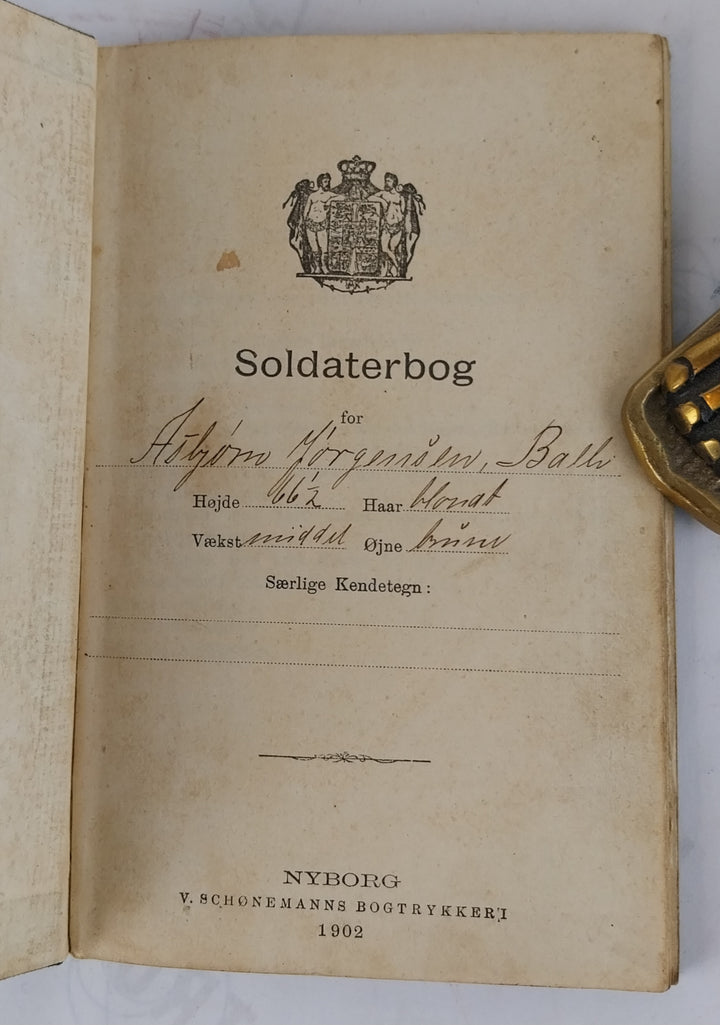 Soldaterbog
for
Asbjørn Jørgensen, Balle
Højde 66½ Haar blondt
Vækst middel Øjne brune
Særlige Kendetegn:
NYBORG
V. SCHØNEMANNS BOGTRYKKERI
1902